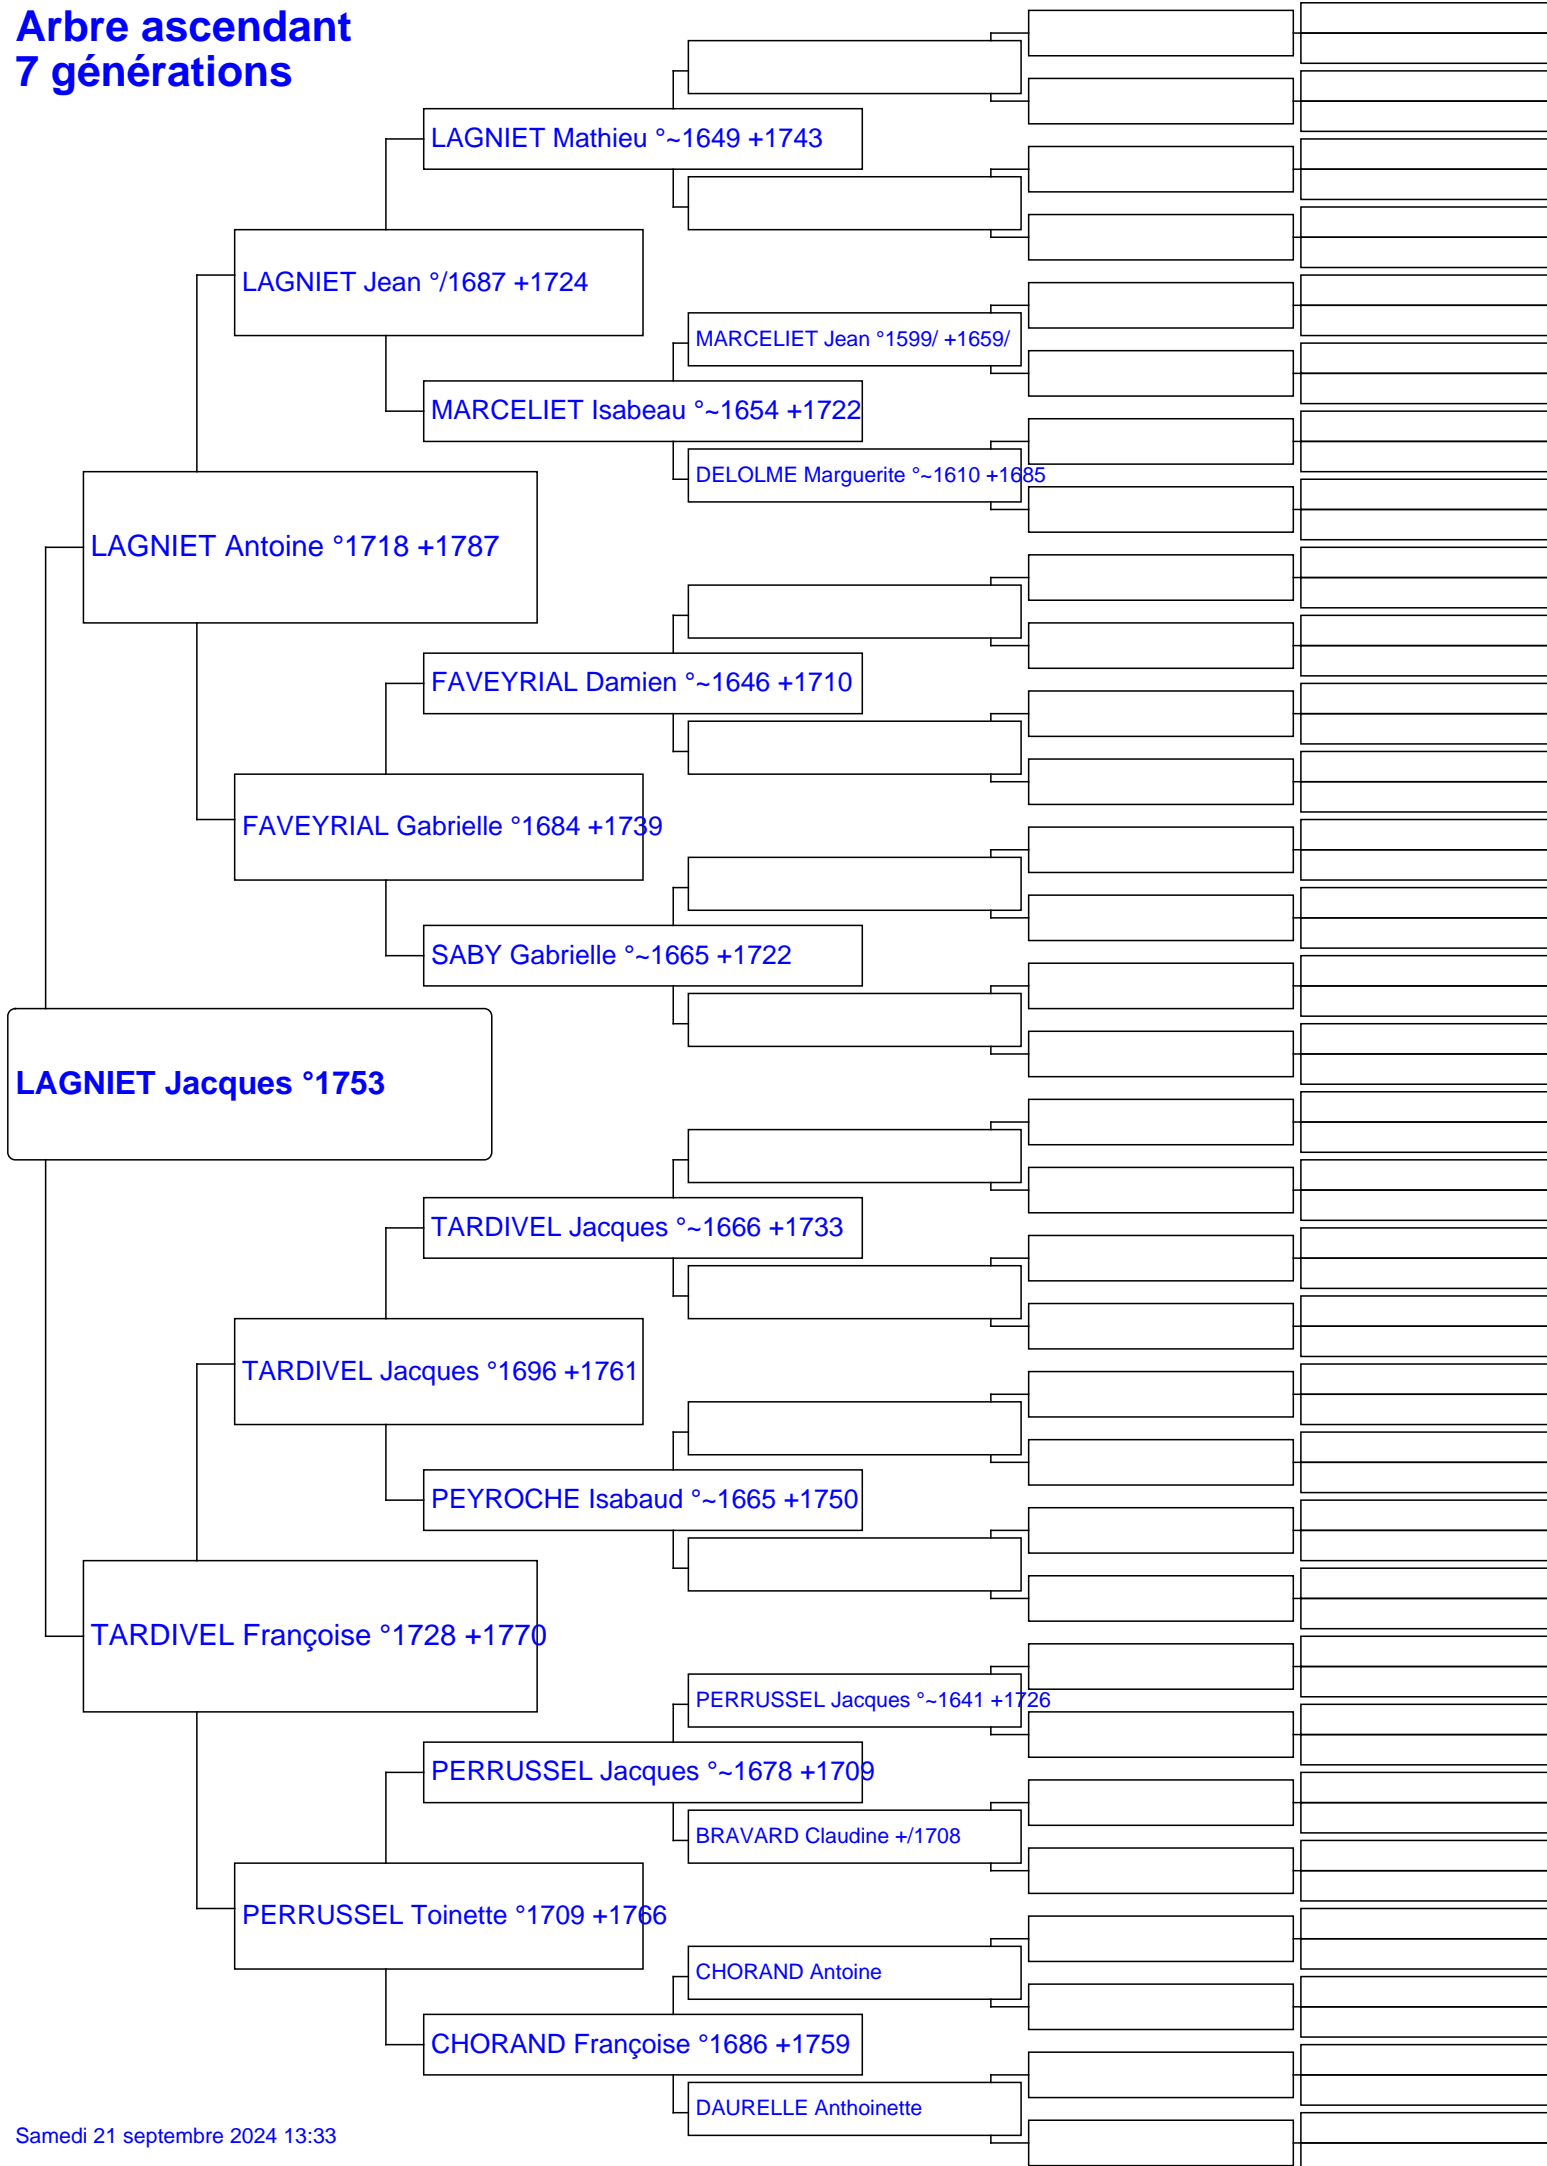 Arbre ascendant
7 générations
LAGNIET Mathieu °~1649 +1743
LAGNIET Jean °/1687 +1724
MARCELIET Jean °1599/ +1659/
MARCELIET Isabeau °~1654 +1722
DELOLME Marguerite °~1610 +1685
LAGNIET Antoine °1718 +1787
FAVEYRIAL Damien °~1646 +1710
FAVEYRIAL Gabrielle °1684 +1739
SABY Gabrielle °~1665 +1722
LAGNIET Jacques °1753
TARDIVEL Jacques °~1666 +1733
TARDIVEL Jacques °1696 +1761
PEYROCHE Isabaud °~1665 +1750
TARDIVEL Françoise °1728 +1770
PERRUSSEL Jacques °~1641 +1726
PERRUSSEL Jacques °~1678 +1709
BRAVARD Claudine +/1708
PERRUSSEL Toinette °1709 +1766
CHORAND Antoine
CHORAND Françoise °1686 +1759
DAURELLE Anthoinette
Samedi 21 septembre 2024 13:33